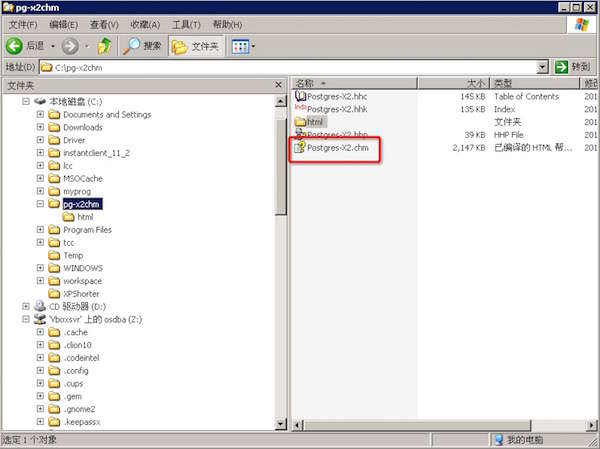 pg-x2chm
文件(F) 编辑(E) 查看(V) 收藏(A) 工具(T) 帮助(H)
后退 搜索 文件夹
地址(D) C:\pg-x2chm 转到
文件夹
本地磁盘 (C:)
Documents and Settings
Downloads
Driver
instantclient_11_2
lcc
MSOCache
myprog
pg-x2chm
html
Program Files
tcc
Temp
WINDOWS
workspace
XPShorter
CD 驱动器 (D:)
'Vboxsvr' 上的 osdba (Z:)
.cache
.clion10
.codeintel
.config
.cups
.gem
.gnome2
.keepassx
名称 大小 类型 修改
Postgres-X2.hhc 145 KB Table of Contents 201
Postgres-X2.hhk 135 KB Index 201
html 文件夹 201
Postgres-X2.hhp 39 KB HHP File 201
Postgres-X2.chm 2,147 KB 已编译的 HTML 帮... 201
选定 1 个对象 我的电脑